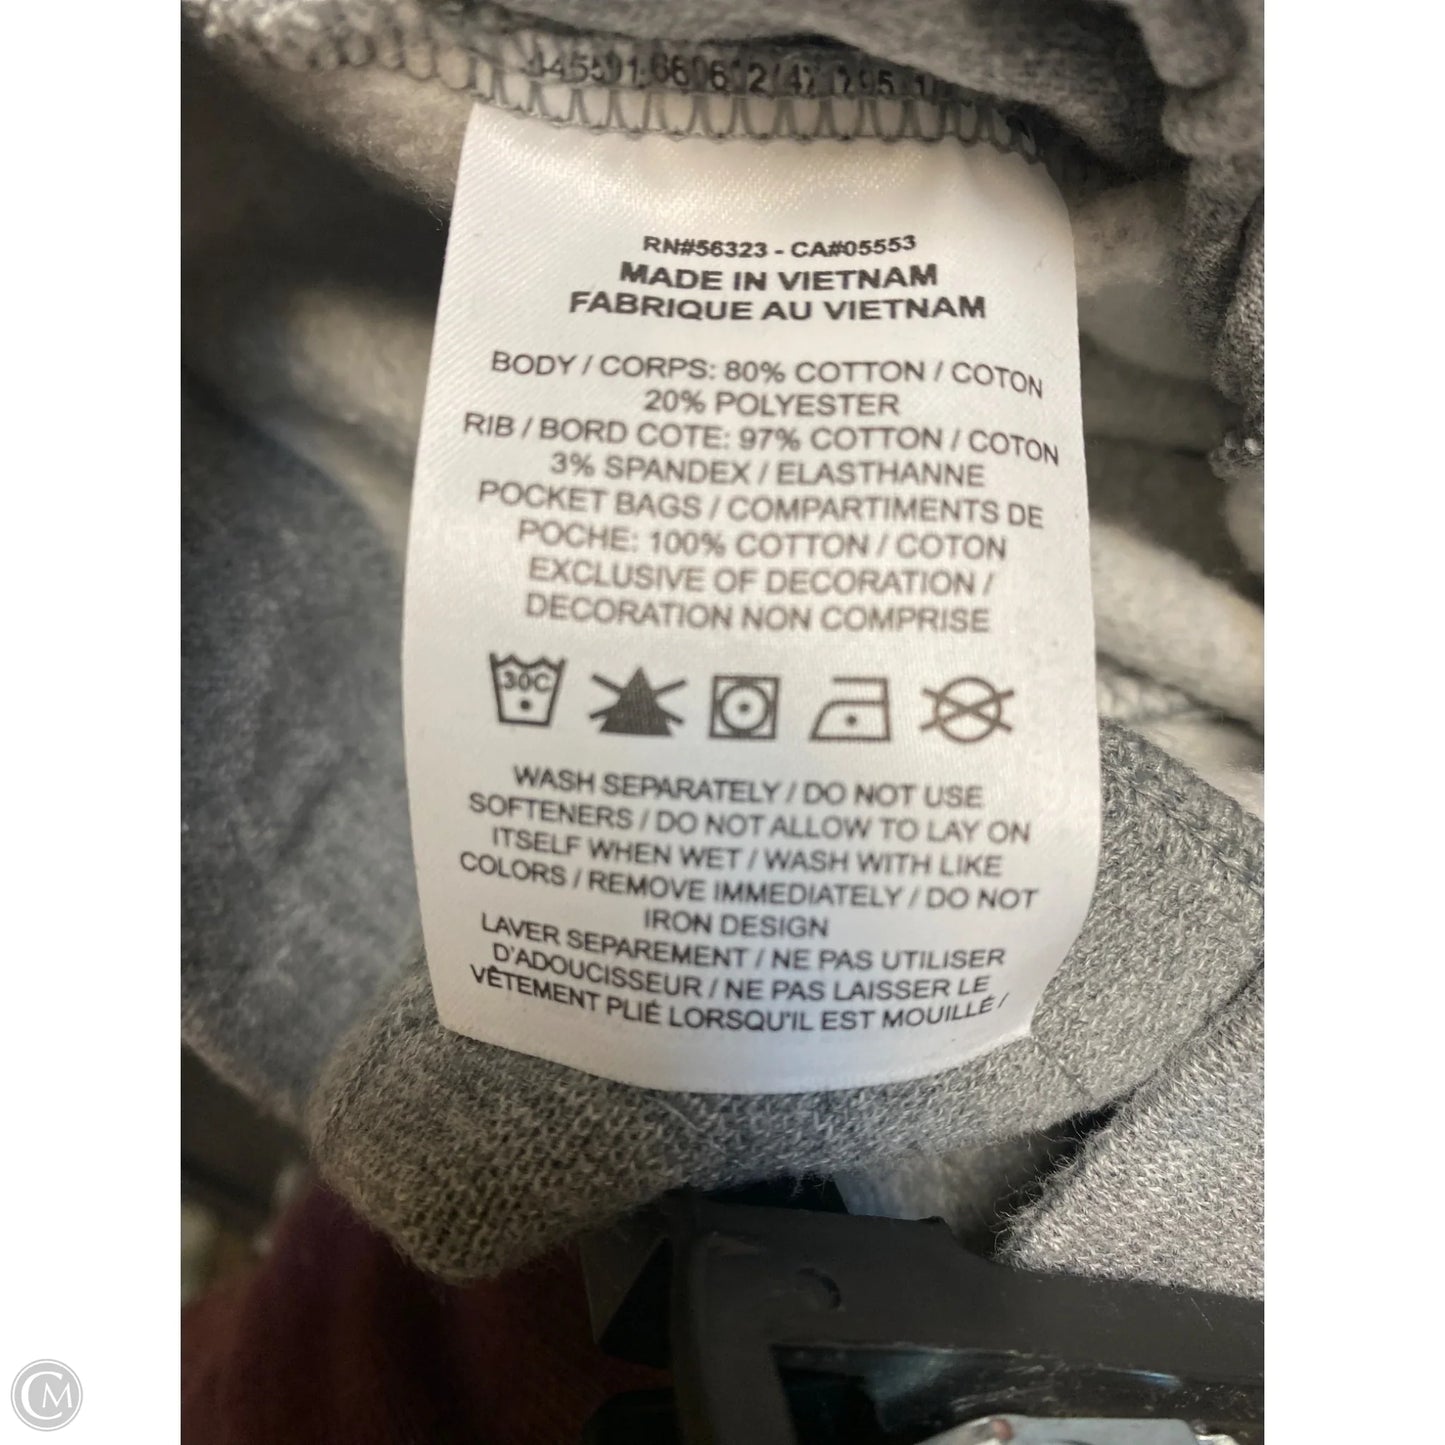 RN#56323 - CA#05553
MADE IN VIETNAM
FABRIQUE AU VIETNAM
BODY / CORPS: 80% COTTON / COTON
20% POLYESTER
RIB / BORD COTE: 97% COTTON / COTON
3% SPANDEX / ELASTHANNE
POCKET BAGS / COMPARTIMENTS DE
POCHE: 100% COTTON / COTON
EXCLUSIVE OF DECORATION /
DECORATION NON COMPRISE
30C
WASH SEPARATELY / DO NOT USE
SOFTENERS / DO NOT ALLOW TO LAY ON
ITSELF WHEN WET / WASH WITH LIKE
COLORS / REMOVE IMMEDIATELY / DO NOT
IRON DESIGN
LAVER SEPAREMENT / NE PAS UTILISER
D'ADOUCISSEUR / NE PAS LAISSER LE
VÊTEMENT PLIÉ LORSQU'IL EST MOUILLÉ /
CM